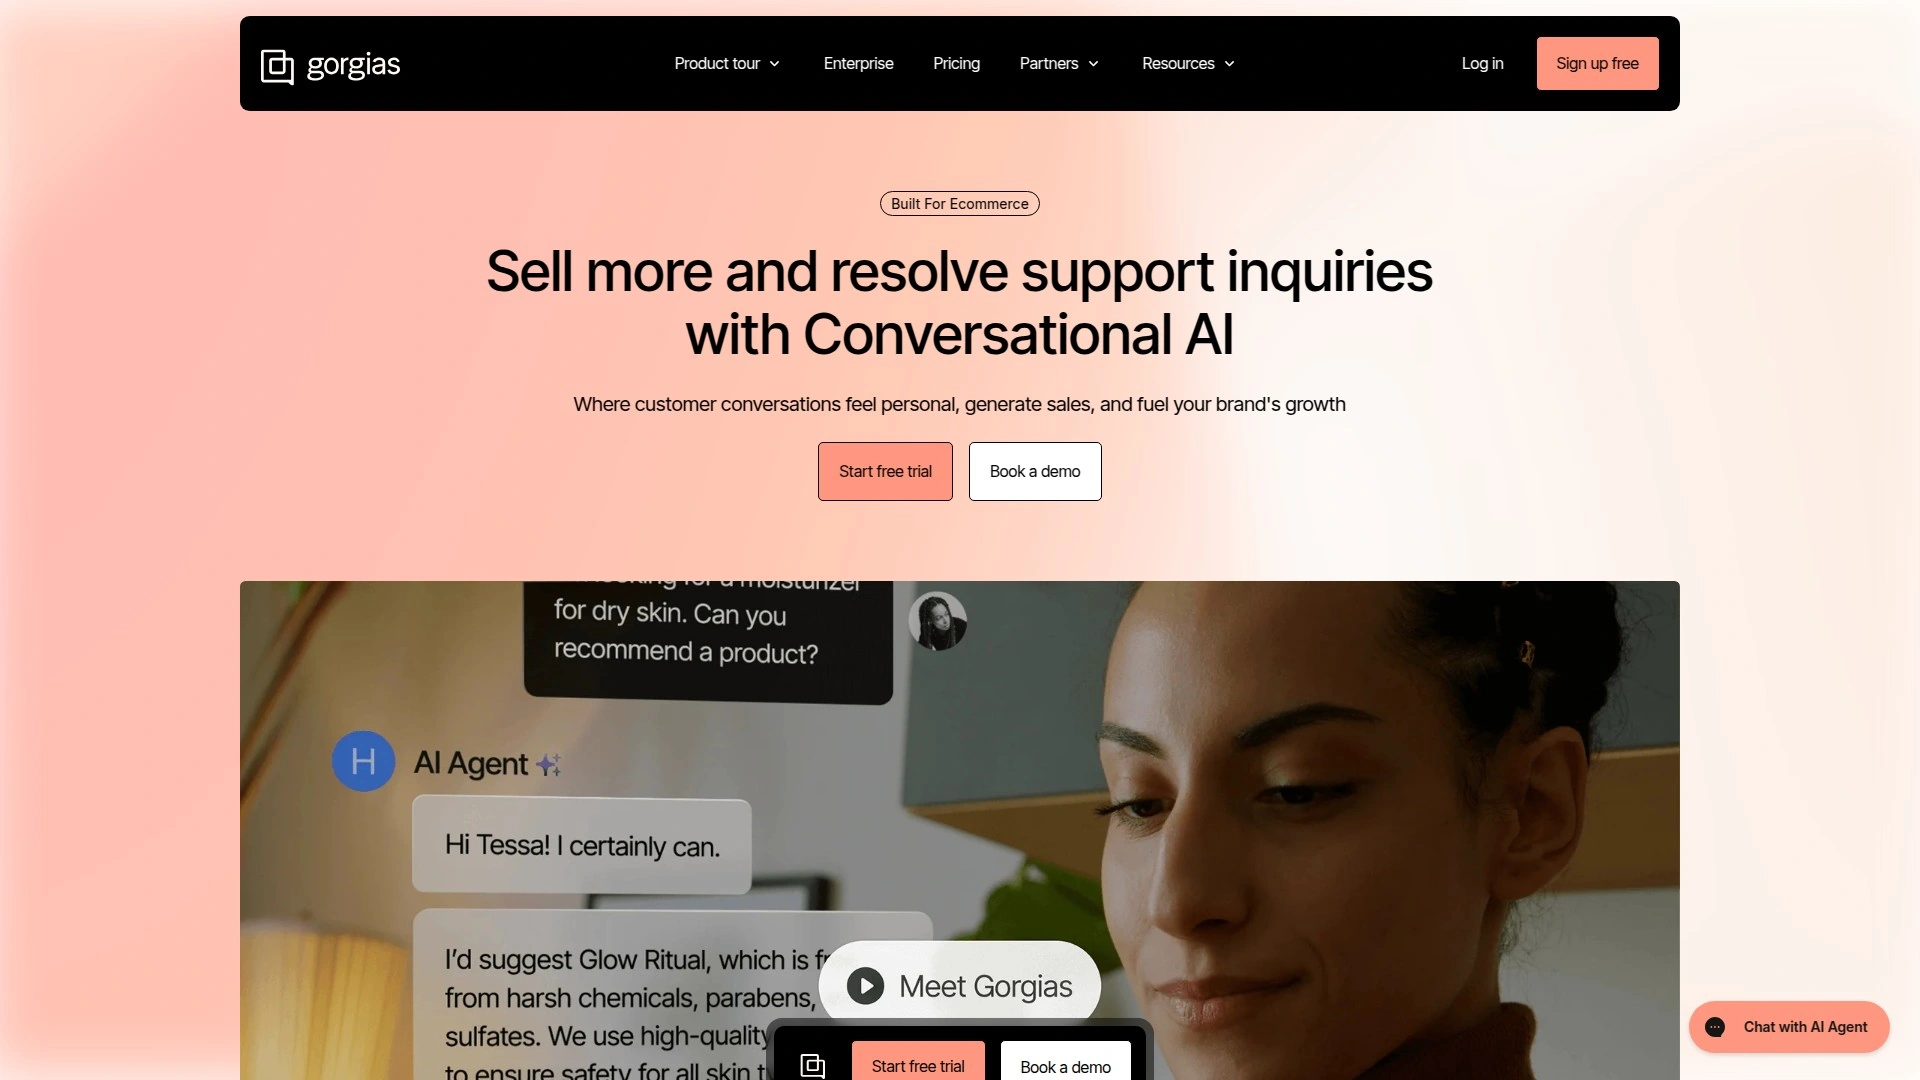 gorgias
Product tour
Enterprise
Pricing
Partners
Resources
Log in
Sign up free
Built For Ecommerce
Sell more and resolve support inquiries
with Conversational AI
Where customer conversations feel personal, generate sales, and fuel your brand's growth
Start free trial
Book a demo
for a moisturizer
for dry skin. Can you
recommend a product?
H
AI Agent
Hi Tessa! I certainly can.
I'd suggest Glow Ritual, which is
from harsh chemicals, parabens,
sulfates. We use high-quality
to ensure safety for all skin
Meet Gorgias
Start free trial
Book a demo
Chat with AI Agent